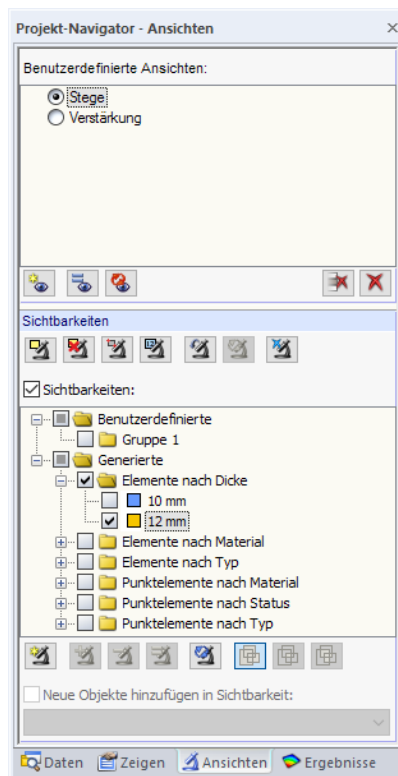 Projekt-Navigator - Ansichten
Benutzerdefinierte Ansichten:
Stege
Verstärkung
Sichtbarkeiten
Sichtbarkeiten:
Benutzerdefinierte
Gruppe 1
Generierte
Elemente nach Dicke
10 mm
12 mm
Elemente nach Material
Elemente nach Typ
Punktelemente nach Material
Punktelemente nach Status
Punktelemente nach Typ
Neue Objekte hinzufügen in Sichtbarkeit:
Daten Zeigen Ansichten Ergebnisse